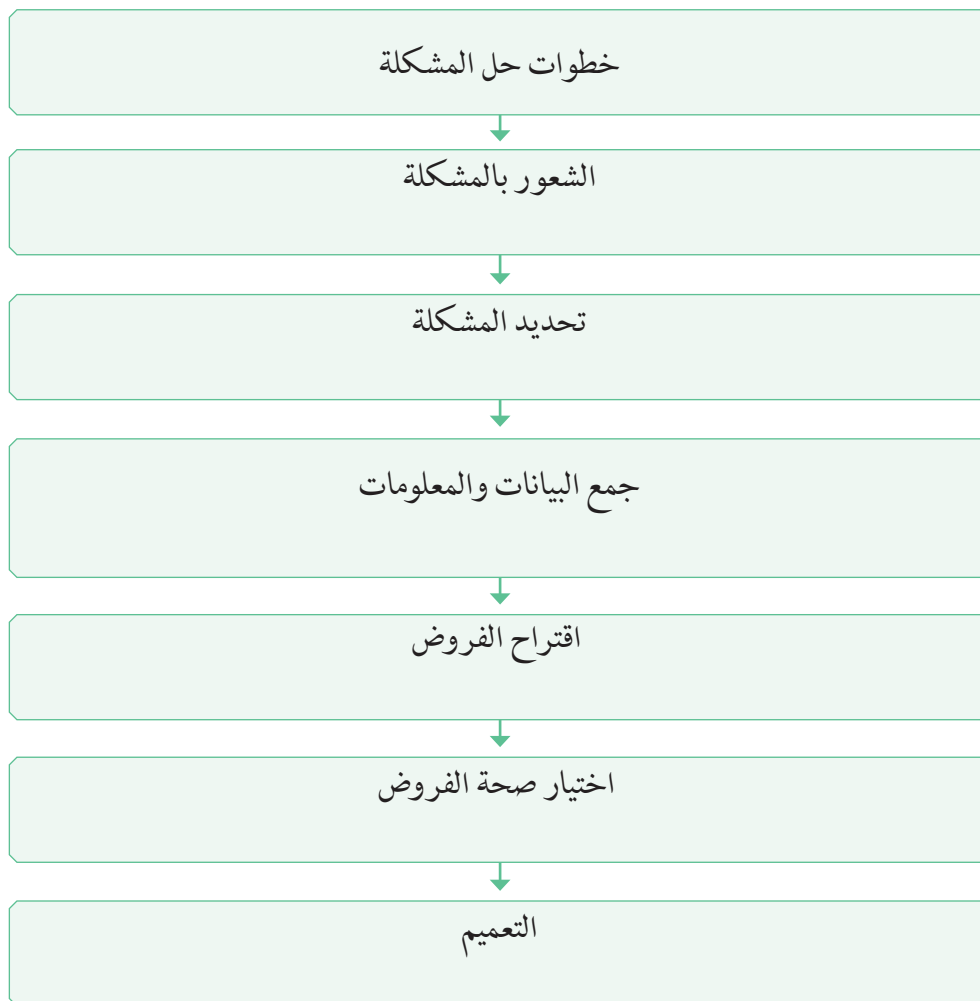 خطوات حل المشكلة
الشعور بالمشكلة
تحديد المشكلة
جمع البيانات والمعلومات
اقتراح الفروض
اختيار صحة الفروض
التعميم